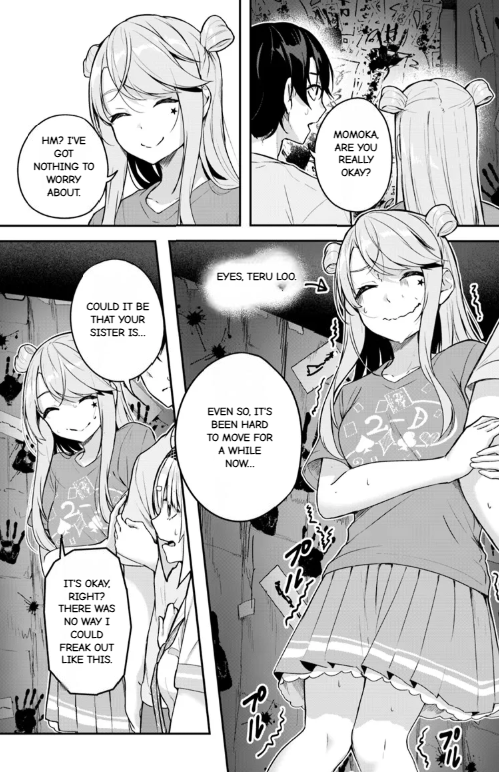 MOMOKA,
ARE YOU
REALLY
OKAY?
HM? I'VE
GOT
NOTHING TO
WORRY
ABOUT.
EYES, TERU LOO.
EVEN SO, IT'S
BEEN HARD
TO MOVE FOR
A WHILE
NOW...
2-D
プル
プル
プル
プル
COULD IT BE
THAT YOUR
SISTER IS...
2-
IT'S OKAY,
RIGHT?
THERE WAS
NO WAY I
COULD
FREAK OUT
LIKE THIS.